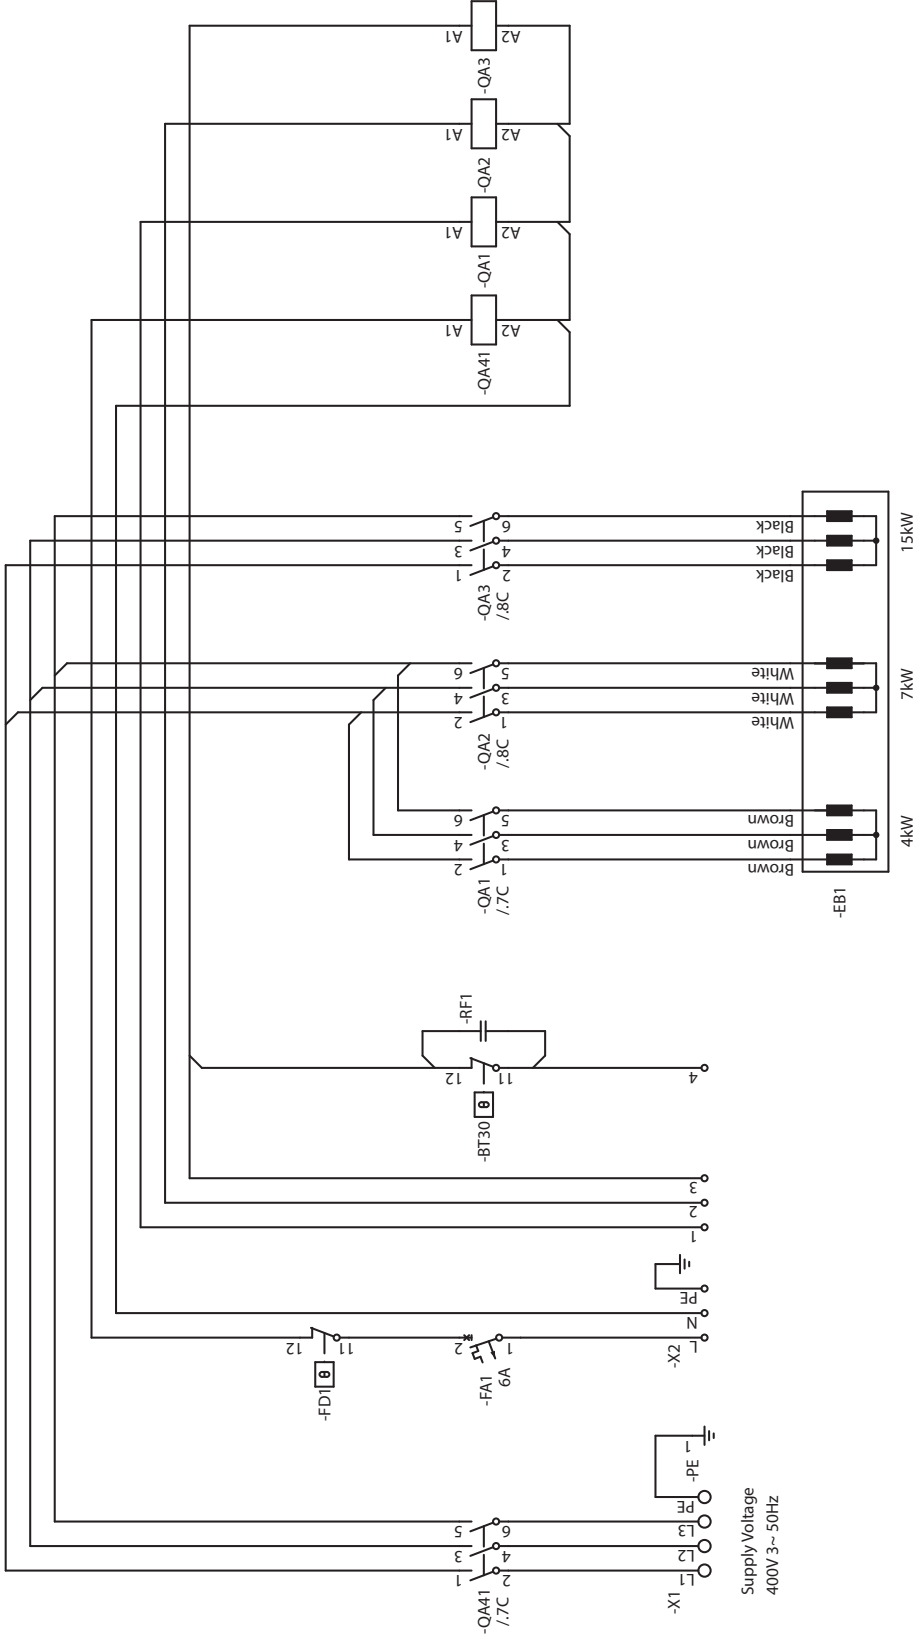 Supply Voltage
400V 3~ 50Hz
-X1
L1
L2
L3
PE
-PE
1
-QA41
/.7C
2
4
6
1
3
5
-X2
L
N
PE
1
2
3
4
-FA1
6A
1
2
-FD1
θ
11
12
-BT30
θ
11
12
-RF1
-QA1
/.7C
1
3
5
2
4
6
Brown
Brown
Brown
-EB1
4kW
-QA2
/.8C
1
3
5
2
4
6
White
White
White
7kW
-QA3
/.8C
2
4
6
1
3
5
Black
Black
Black
15kW
-QA41
A1
A2
-QA1
A1
A2
-QA2
A1
A2
-QA3
A1
A2